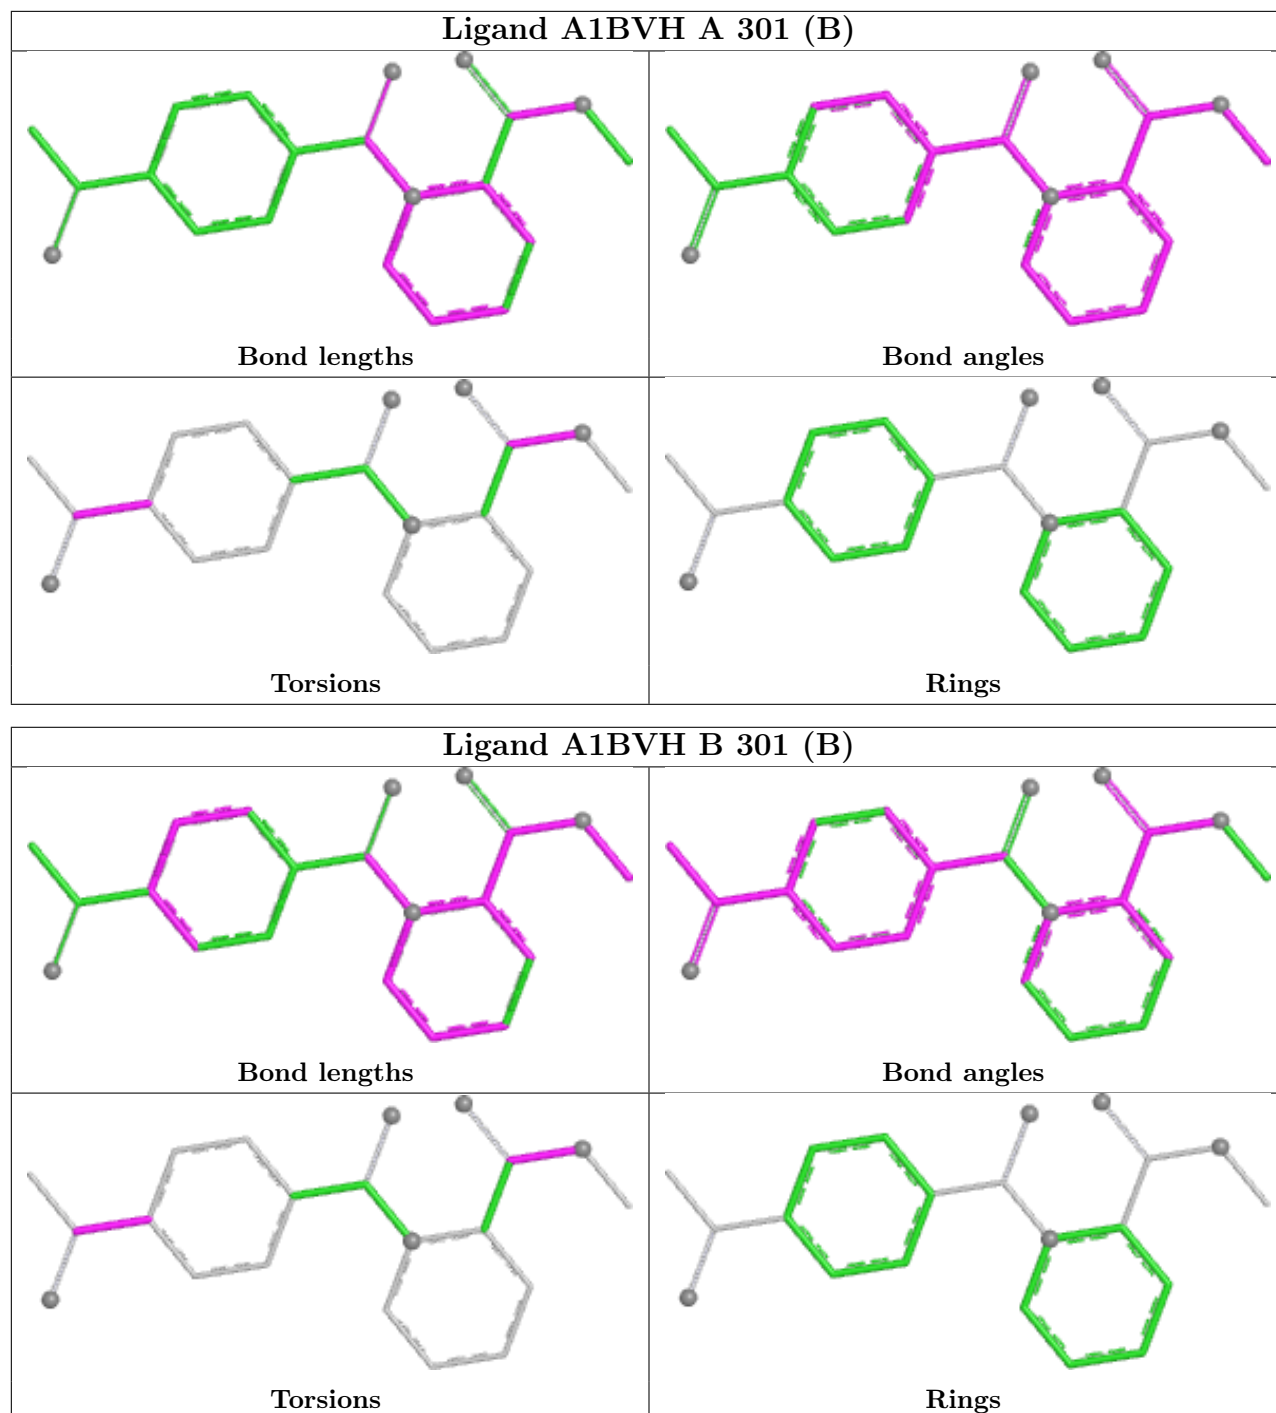 Ligand A1BVH A 301 (B)
Bond lengths
Bond angles
Torsions
Rings
Ligand A1BVH B 301 (B)
Bond lengths
Bond angles
Torsions
Rings